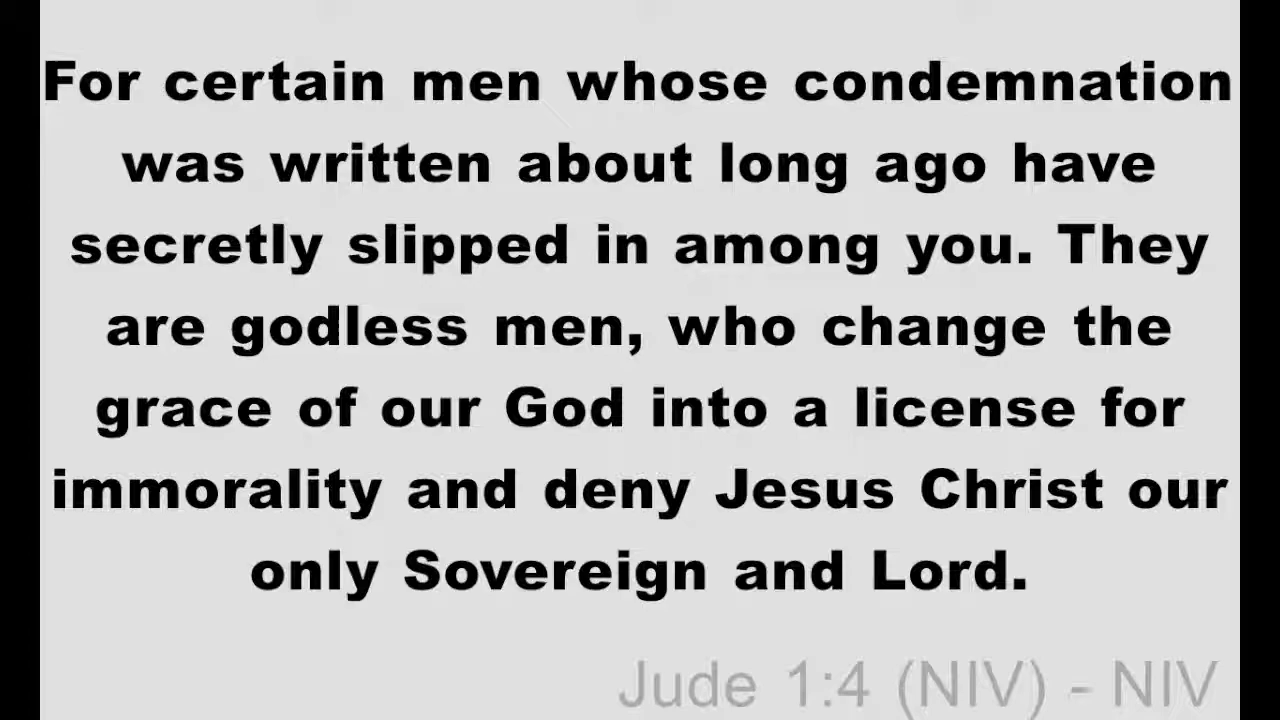 For certain men whose condemnation
was written about long ago have
secretly slipped in among you. They
are godless men, who change the
grace of our God into a license for
immorality and deny Jesus Christ our
only Sovereign and Lord.
Jude 1:4 (NIV) - NIV